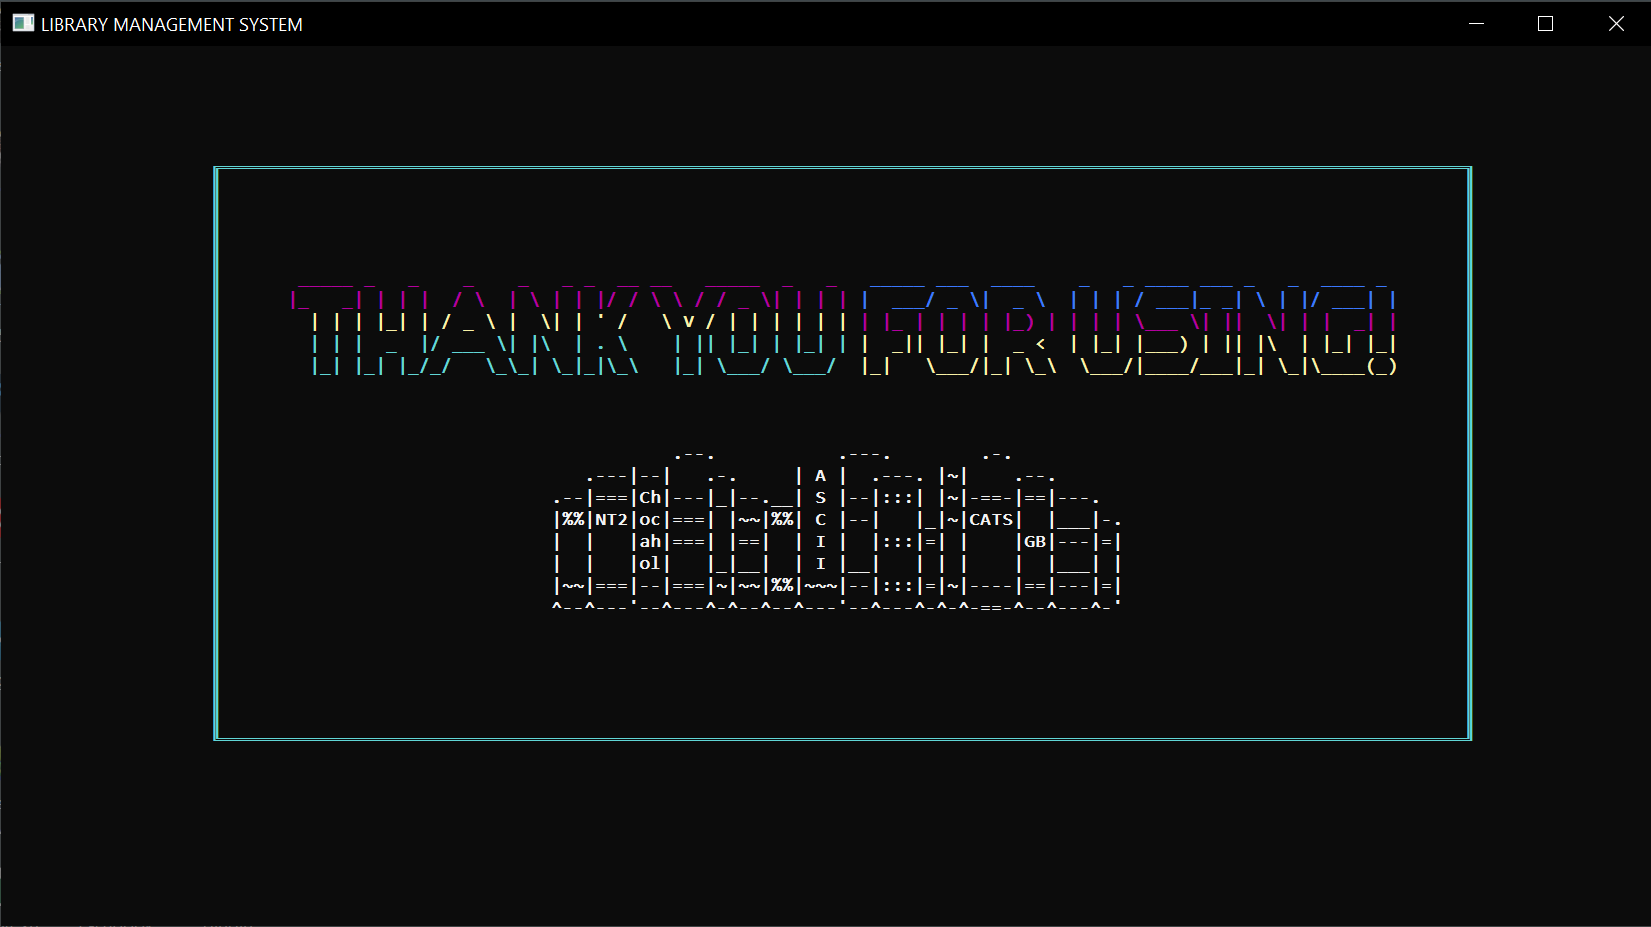 LIBRARY MANAGEMENT SYSTEM
THANK YOU FOR USING!
A
S
C
I
I
Ch
oc
ah
ol
NT2
CATS
GB